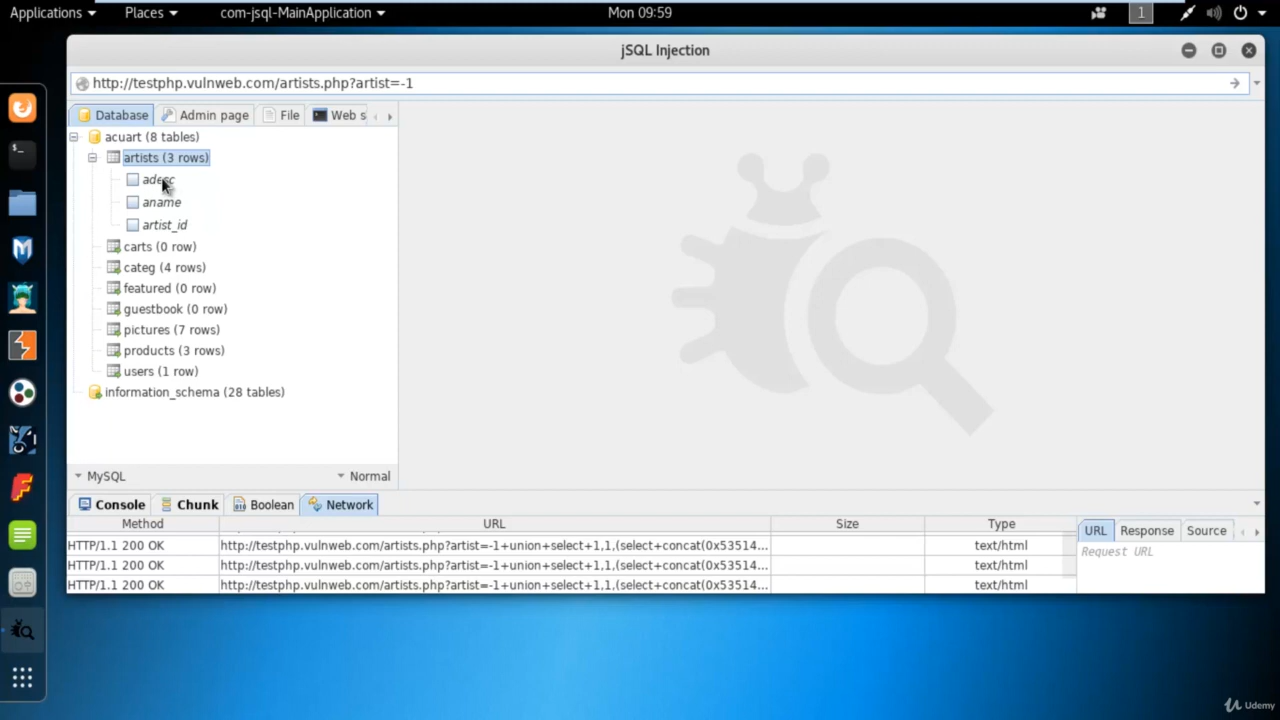 Applications Places com-jsql-MainApplication Mon 09:59 1
jSQL Injection
http://testphp.vulnweb.com/artists.php?artist=-1
Database Admin page File Web s
acuart (8 tables)
artists (3 rows)
adesc
aname
artist_id
carts (0 row)
categ (4 rows)
featured (0 row)
guestbook (0 row)
pictures (7 rows)
products (3 rows)
users (1 row)
information_schema (28 tables)
MySQL Normal
Console Chunk Boolean Network
Method URL Size Type URL Response Source
HTTP/1.1 200 OK http://testphp.vulnweb.com/artists.php?artist=-1+union+select+1,1,(select+concat(0x53514... text/html Request URL
HTTP/1.1 200 OK http://testphp.vulnweb.com/artists.php?artist=-1+union+select+1,1,(select+concat(0x53514... text/html
HTTP/1.1 200 OK http://testphp.vulnweb.com/artists.php?artist=-1+union+select+1,1,(select+concat(0x53514... text/html
Udemy